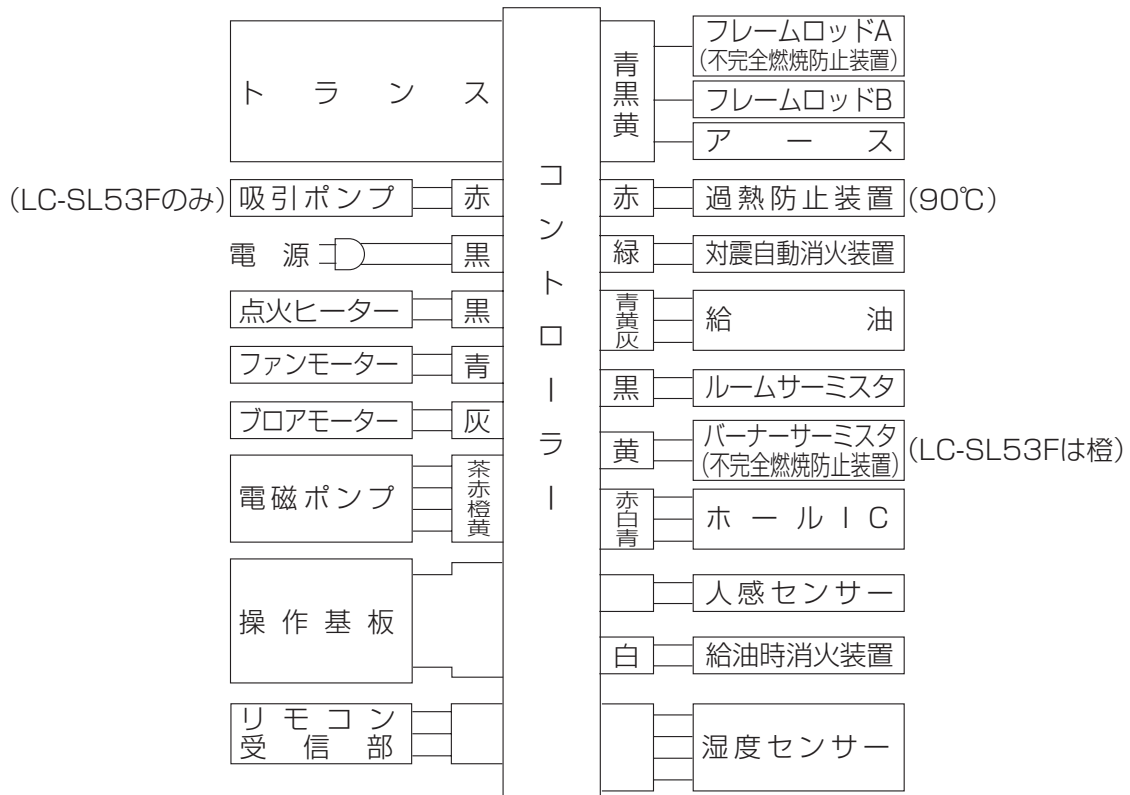 トランス
青
黒
黄
フレームロッドA
(不完全燃焼防止装置)
フレームロッドB
アース
コントローラー
(LC-SL53Fのみ)
吸引ポンプ
赤
赤
過熱防止装置
(90℃)
電源
黒
緑
対震自動消火装置
点火ヒーター
黒
青
黄
灰
給油
ファンモーター
青
黒
ルームサーミスタ
ブロアモーター
灰
黄
バーナーサーミスタ
(不完全燃焼防止装置)
(LC-SL53Fは橙)
電磁ポンプ
茶
赤
橙
黄
赤
白
青
ホールIC
操作基板
人感センサー
白
給油時消火装置
リモコン
受信部
湿度センサー